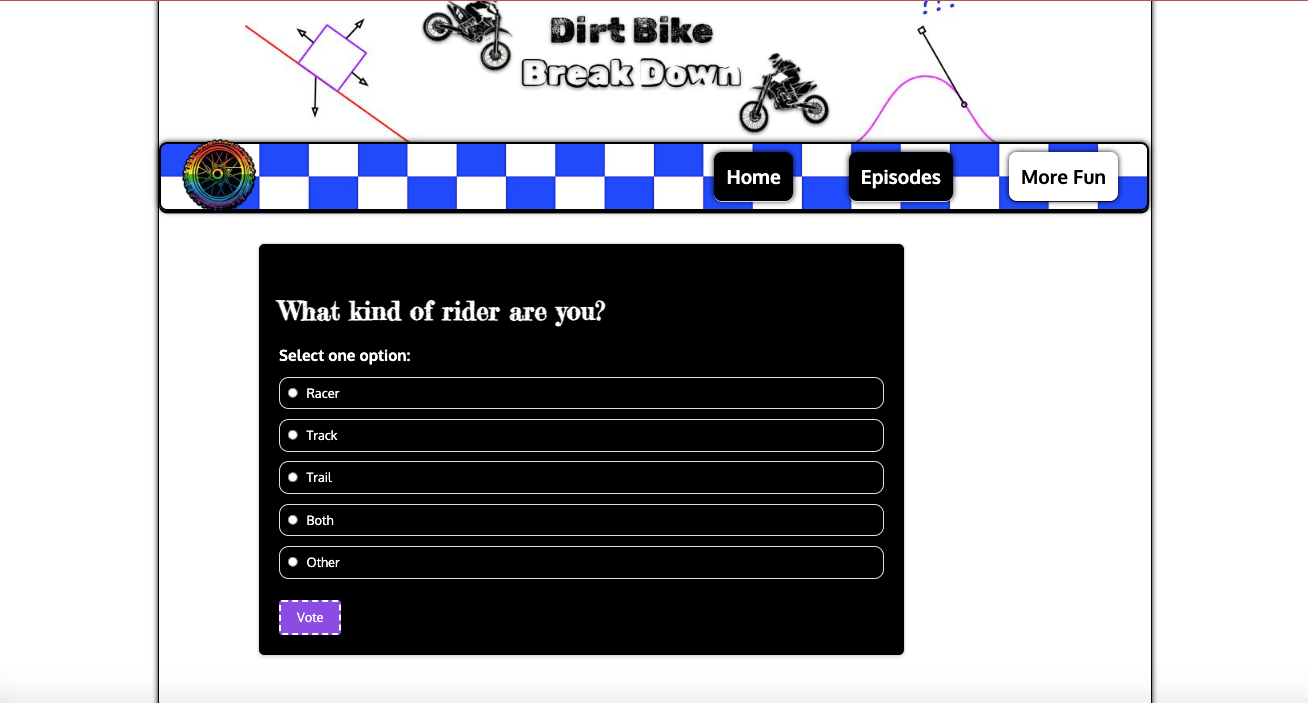 Dirt Bike
Break Down
Home
Episodes
More Fun
What kind of rider are you?
Select one option:
Racer
Track
Trail
Both
Other
Vote